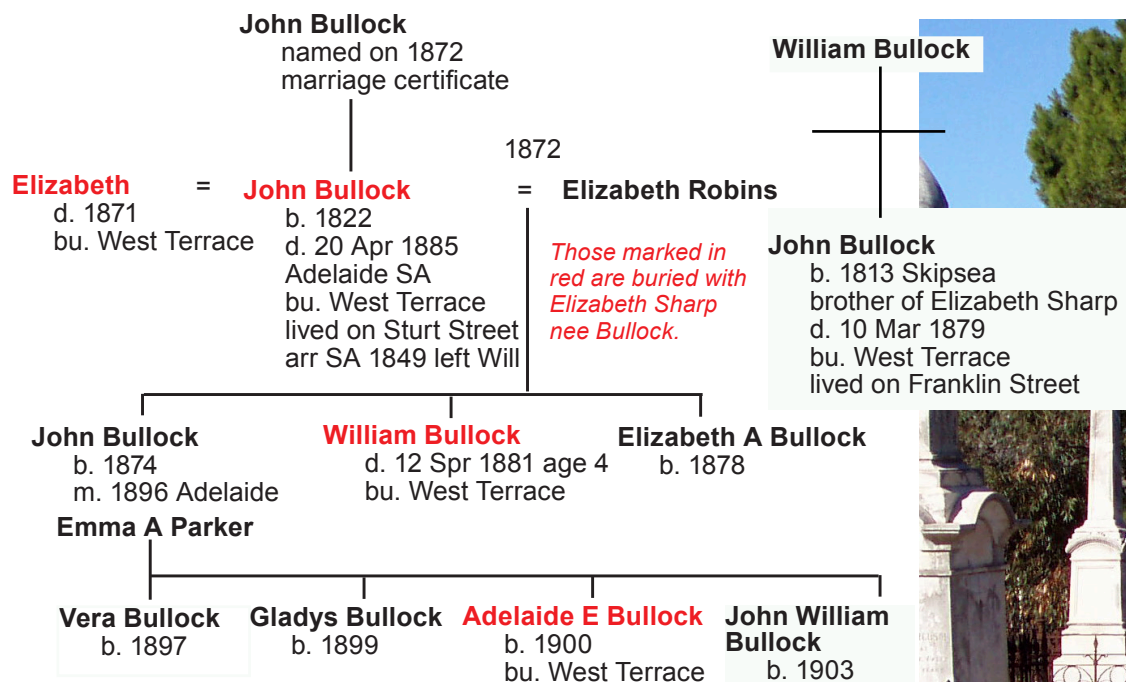 John Bullock
named on 1872
marriage certificate
William Bullock
1872
Elizabeth
d. 1871
bu. West Terrace
=
John Bullock
b. 1822
d. 20 Apr 1885
Adelaide SA
bu. West Terrace
lived on Sturt Street
arr SA 1849 left Will
=
Elizabeth Robins
Those marked in
red are buried with
Elizabeth Sharp
nee Bullock.
John Bullock
b. 1813 Skipsea
brother of Elizabeth Sharp
d. 10 Mar 1879
bu. West Terrace
lived on Franklin Street
John Bullock
b. 1874
m. 1896 Adelaide
Emma A Parker
William Bullock
d. 12 Spr 1881 age 4
bu. West Terrace
Elizabeth A Bullock
b. 1878
Vera Bullock
b. 1897
Gladys Bullock
b. 1899
Adelaide E Bullock
b. 1900
bu. West Terrace
John William
Bullock
b. 1903